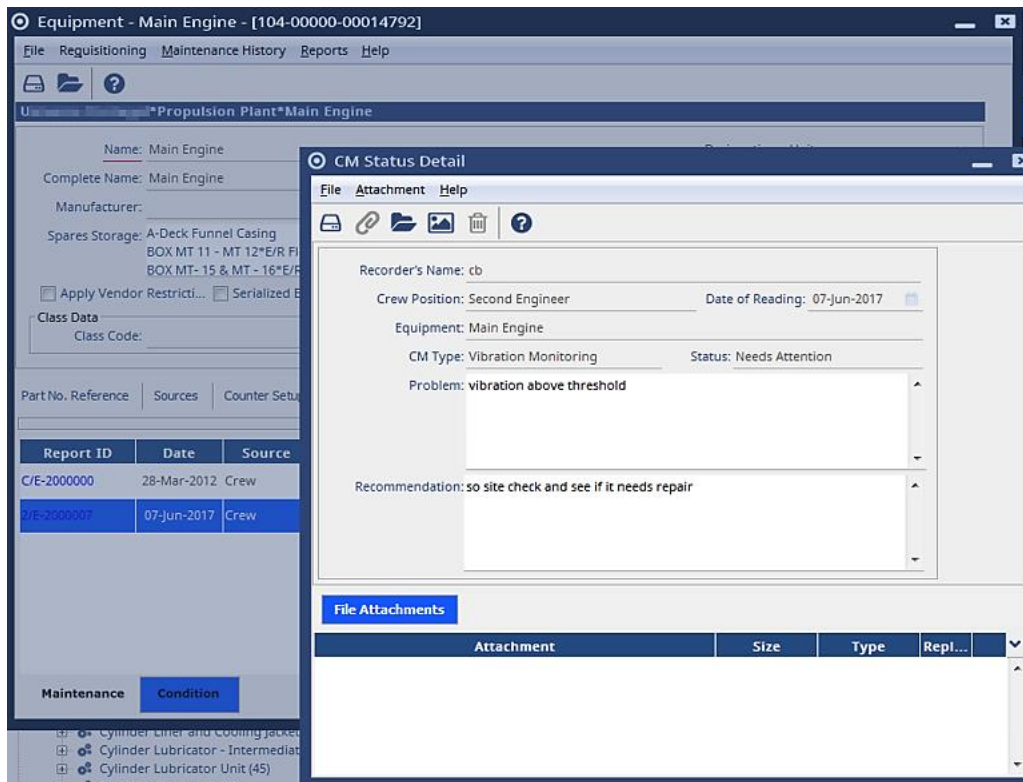 Equipment - Main Engine - [104-00000-00014792]
File Requisitioning Maintenance History Reports Help
*Propulsion Plant*Main Engine
Name: Main Engine
Complete Name: Main Engine
Manufacturer:
Spares Storage: A-Deck Funnel Casing
BOX MT 11 - MT 12*E/R Fl
BOX MT- 15 & MT - 16*E/R
Apply Vendor Restricti... Serialized E
Class Data
Class Code:
Part No. Reference Sources Counter Setu
Report ID Date Source
C/E-2000000 28-Mar-2012 Crew
2/E-2000007 07-Jun-2017 Crew
Maintenance Condition
Cylinder Liner and Cooling Jacket
Cylinder Lubricator - Intermediat
Cylinder Lubricator Unit (45)
CM Status Detail
File Attachment Help
Recorder's Name: cb
Crew Position: Second Engineer Date of Reading: 07-Jun-2017
Equipment: Main Engine
CM Type: Vibration Monitoring Status: Needs Attention
Problem: vibration above threshold
Recommendation: so site check and see if it needs repair
File Attachments
Attachment Size Type Repl...